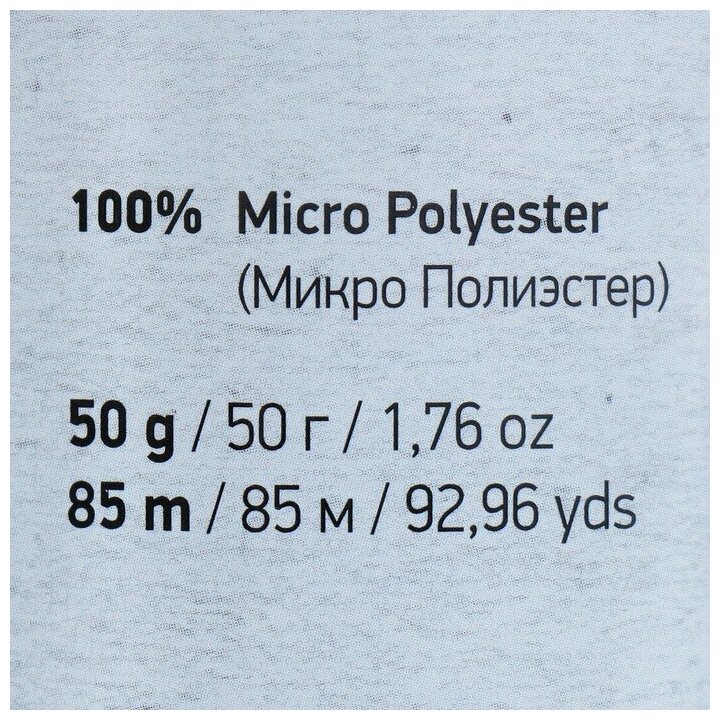 100% Micro Polyester
(Микро Полиэстер)
50 g / 50 г / 1,76 oz
85 m / 85 м / 92,96 yds